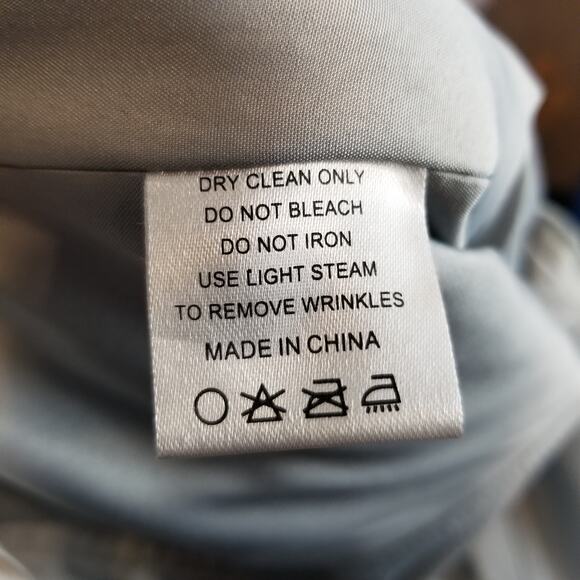 DRY CLEAN ONLY
DO NOT BLEACH
DO NOT IRON
USE LIGHT STEAM
TO REMOVE WRINKLES
MADE IN CHINA